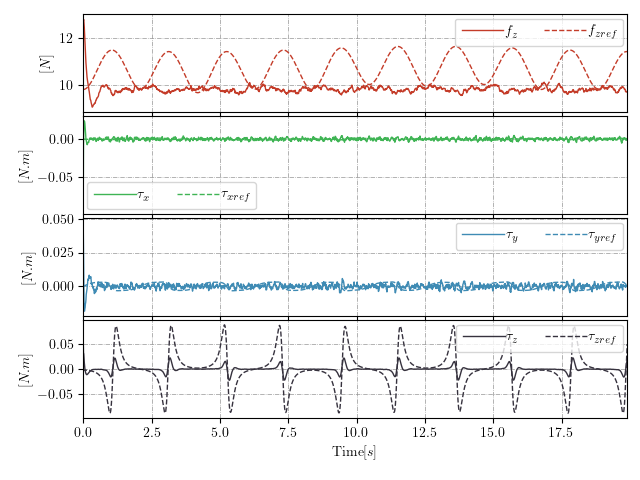 12
10
[N]
f_z
f_zref
0.00
−0.05
[N.m]
τ_x
τ_xref
0.050
0.025
0.000
[N.m]
τ_y
τ_yref
0.05
0.00
−0.05
[N.m]
τ_z
τ_zref
0.0 2.5 5.0 7.5 10.0 12.5 15.0 17.5
Time[s]